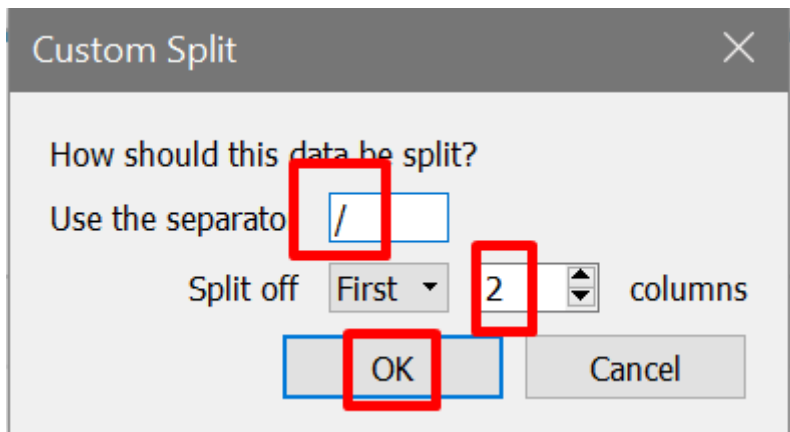 Custom Split
How should this data be split?
Use the separato /
Split off First 2 columns
OK Cancel